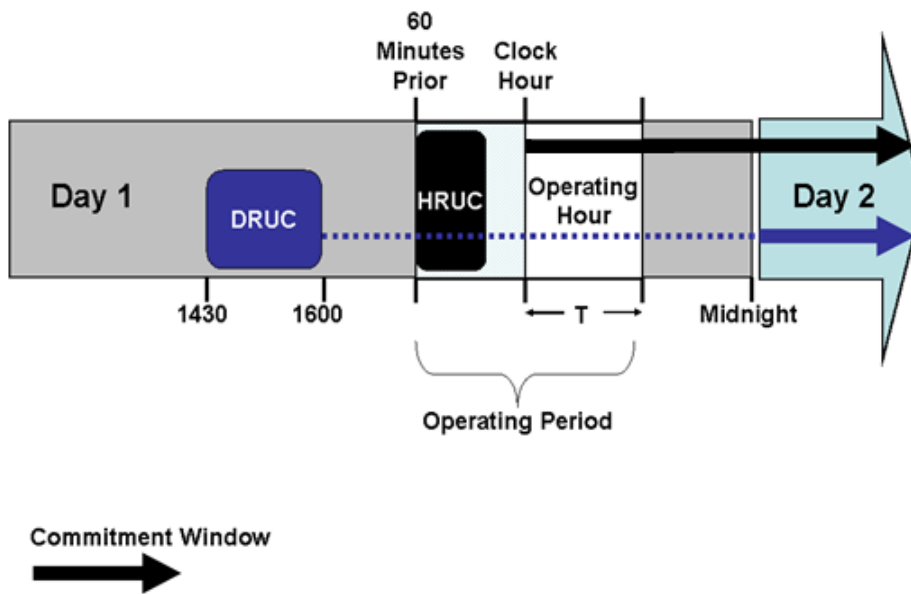 60
Minutes
Prior
Clock
Hour
Day 1
DRUC
HRUC
Operating
Hour
Day 2
1430
1600
T
Midnight
Operating Period
Commitment Window